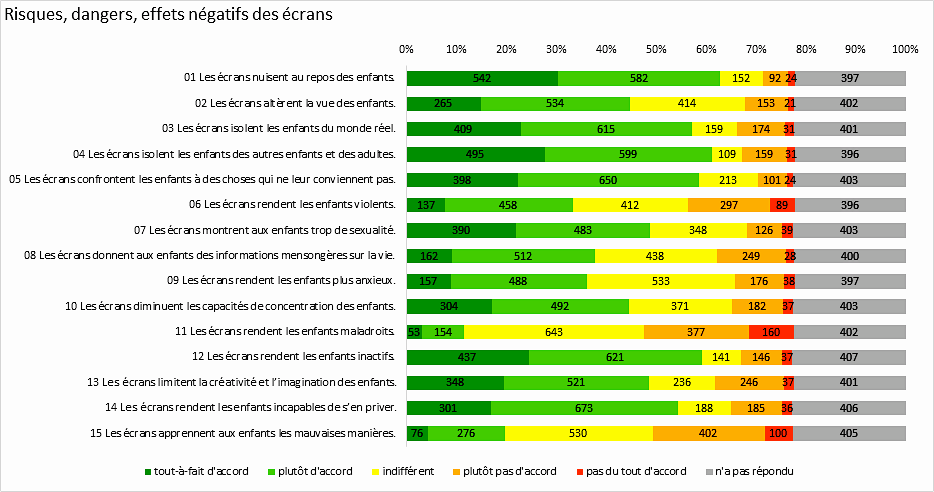 Risques, dangers, effets négatifs des écrans
0% 10% 20% 30% 40% 50% 60% 70% 80% 90% 100%
01 Les écrans nuisent au repos des enfants. 542 582 152 92 24 397
02 Les écrans altèrent la vue des enfants. 265 534 414 153 21 402
03 Les écrans isolent les enfants du monde réel. 409 615 159 174 31 401
04 Les écrans isolent les enfants des autres enfants et des adultes. 495 599 109 159 31 396
05 Les écrans confrontent les enfants à des choses qui ne leur conviennent pas. 398 650 213 101 24 403
06 Les écrans rendent les enfants violents. 137 458 412 297 89 396
07 Les écrans montrent aux enfants trop de sexualité. 390 483 348 126 39 403
08 Les écrans donnent aux enfants des informations mensongères sur la vie. 162 512 438 249 28 400
09 Les écrans rendent les enfants plus anxieux. 157 488 533 176 38 397
10 Les écrans diminuent les capacités de concentration des enfants. 304 492 371 182 37 403
11 Les écrans rendent les enfants maladroits. 53 154 643 377 160 402
12 Les écrans rendent les enfants inactifs. 437 621 141 146 37 407
13 Les écrans limitent la créativité et l'imagination des enfants. 348 521 236 246 37 401
14 Les écrans rendent les enfants incapables de s'en priver. 301 673 188 185 36 406
15 Les écrans apprennent aux enfants les mauvaises manières. 76 276 530 402 100 405
tout-à-fait d'accord plutôt d'accord indifférent plutôt pas d'accord pas du tout d'accord n'a pas répondu